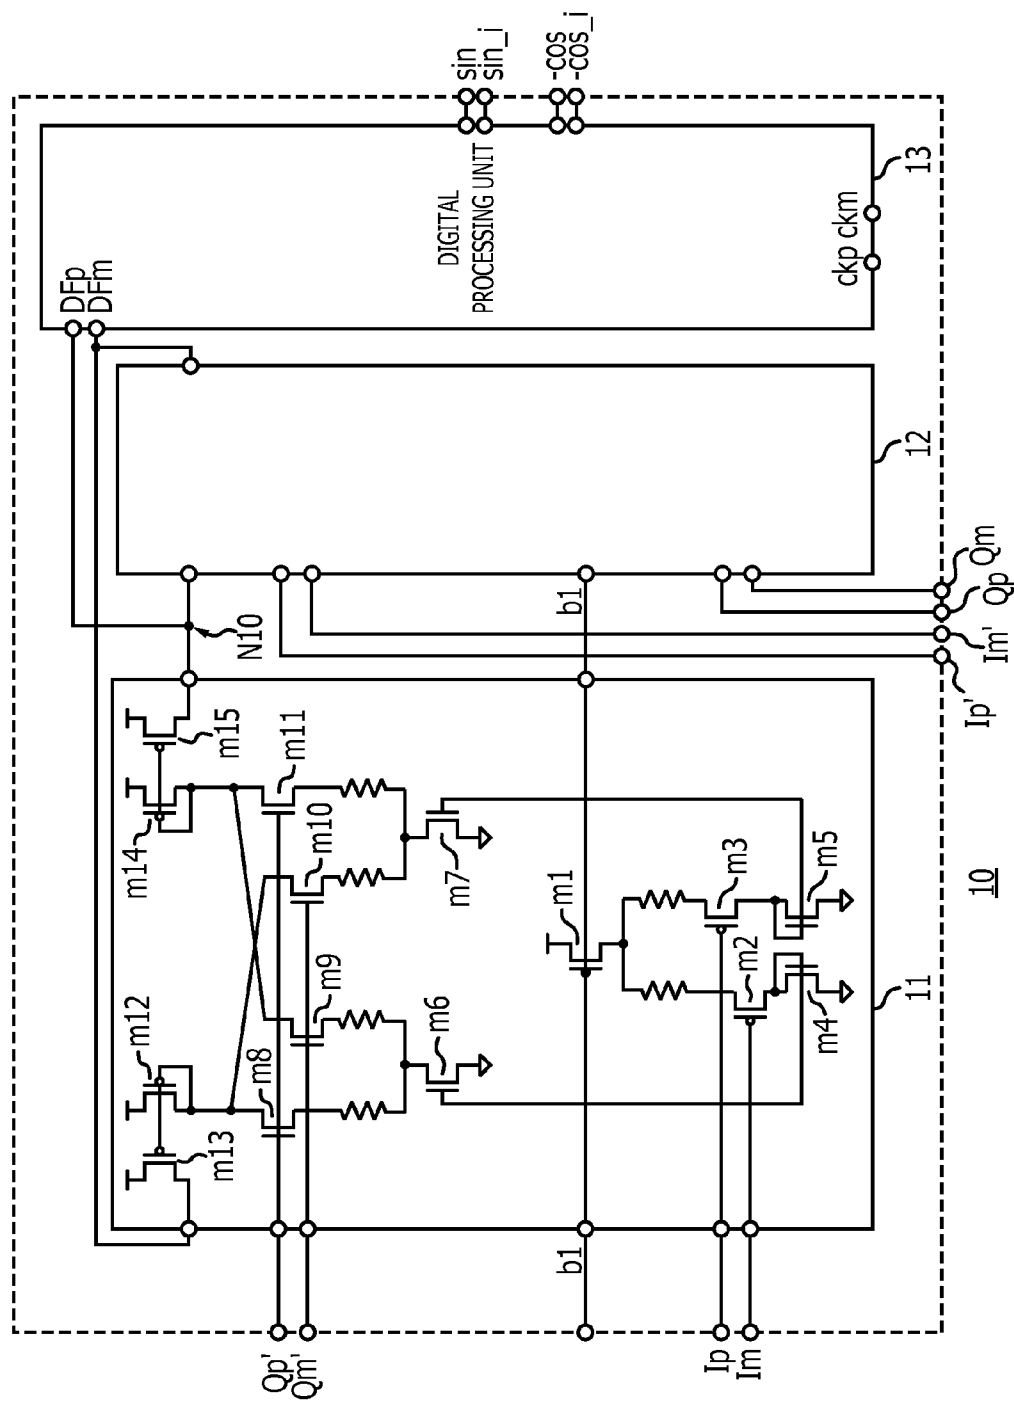 sin
sin_i
-cos
-cos_i
DIGITAL
PROCESSING UNIT
13
ckp ckm
DFp
DFm
12
N10
b1
Qm
Qp
Im'
Ip'
m15
m14
m11
m10
m7
m1
m3
m5
m2
m4
m9
m6
m8
m12
m13
11
10
b1
Qp'
Qm'
Ip
Im